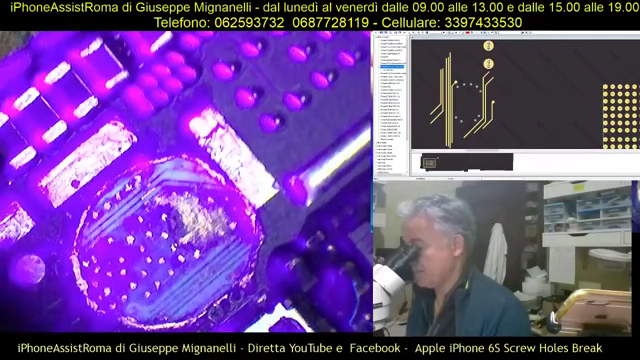 iPhoneAssistRoma di Giuseppe Mignanelli - dal lunedì al venerdì dalle 09.00 alle 13.00 e dalle 15.00 alle 19.00
Telefono: 062593732 0687728119 - Cellulare: 3397433530
iPhoneAssistRoma di Giuseppe Mignanelli - Diretta YouTube e Facebook - Apple iPhone 6S Screw Holes Break